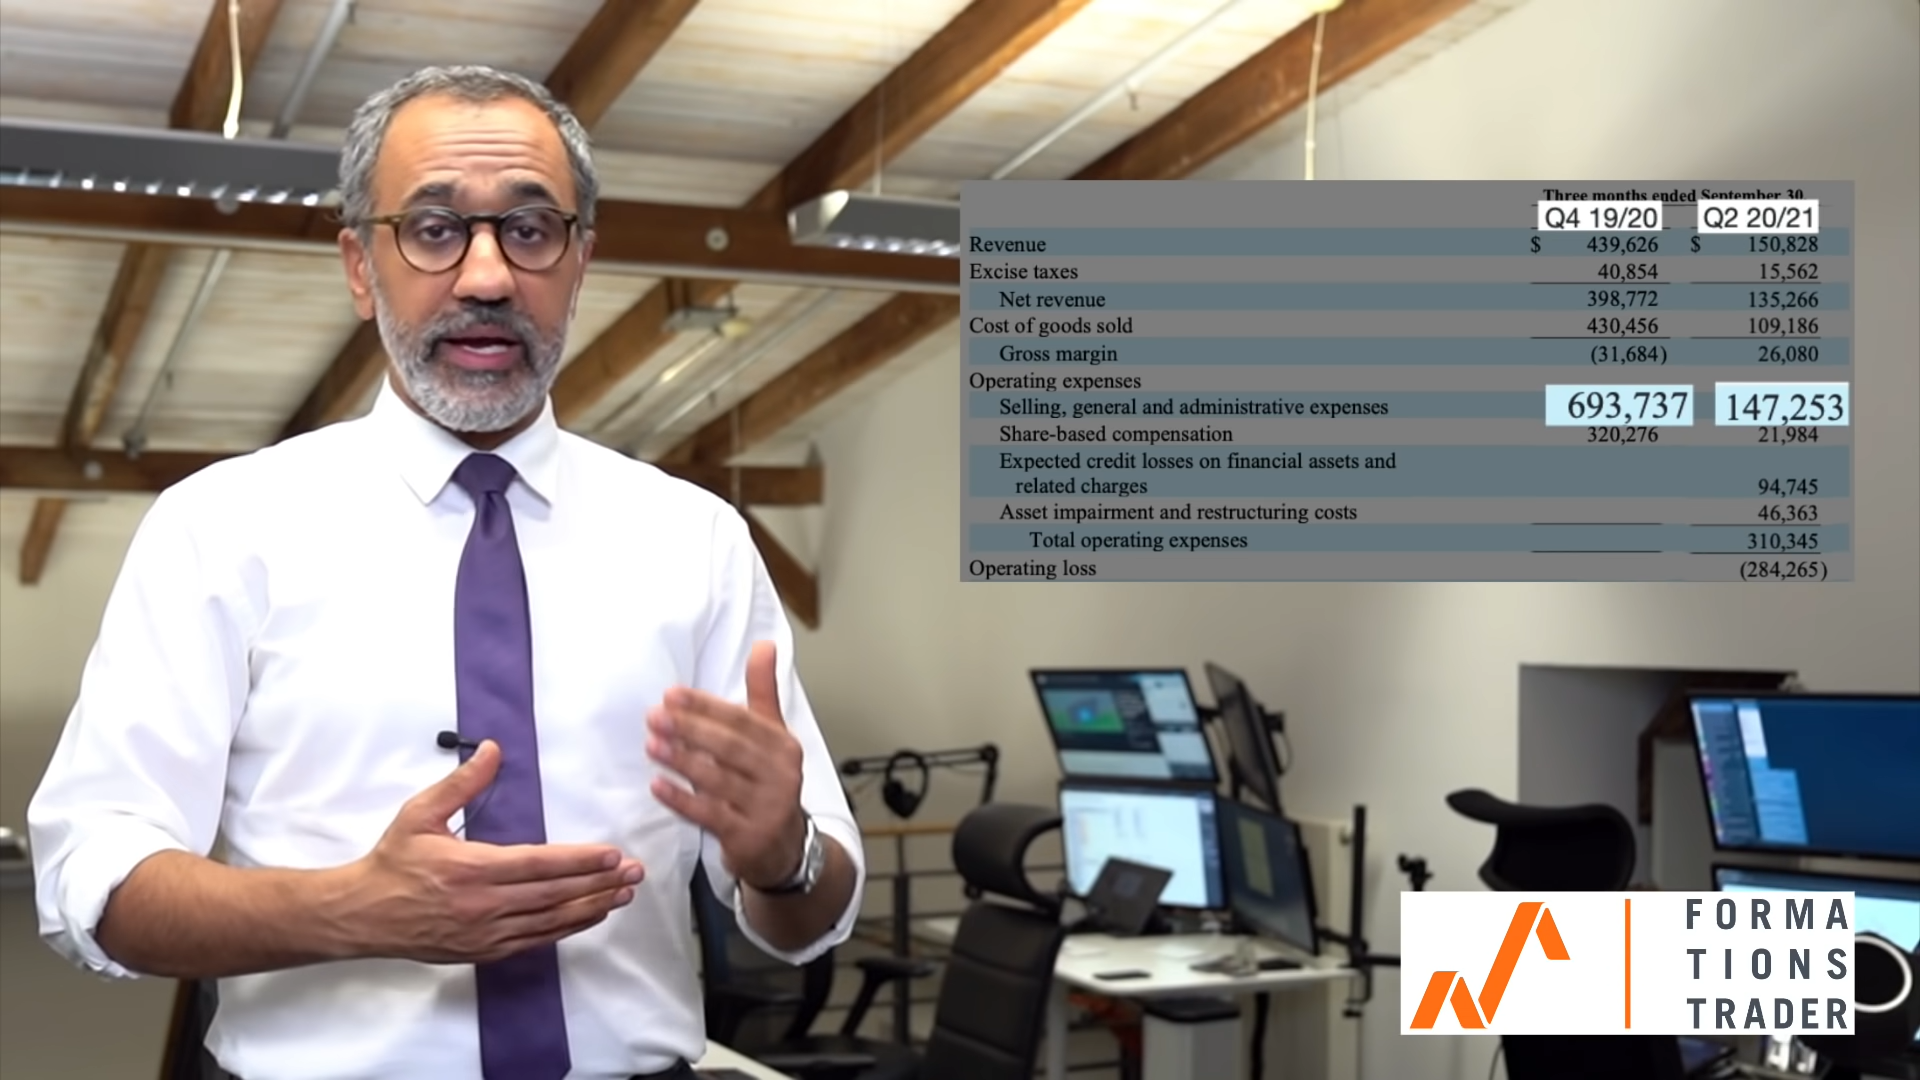 Three months ended September 30,
Q4 19/20 Q2 20/21
Revenue $ 439,626 $ 150,828
Excise taxes 40,854 15,562
Net revenue 398,772 135,266
Cost of goods sold 430,456 109,186
Gross margin (31,684) 26,080
Operating expenses
Selling, general and administrative expenses 693,737 147,253
Share-based compensation 320,276 21,984
Expected credit losses on financial assets and
related charges 94,745
Asset impairment and restructuring costs 46,363
Total operating expenses 310,345
Operating loss (284,265)
FORMA
TIONS
TRADER